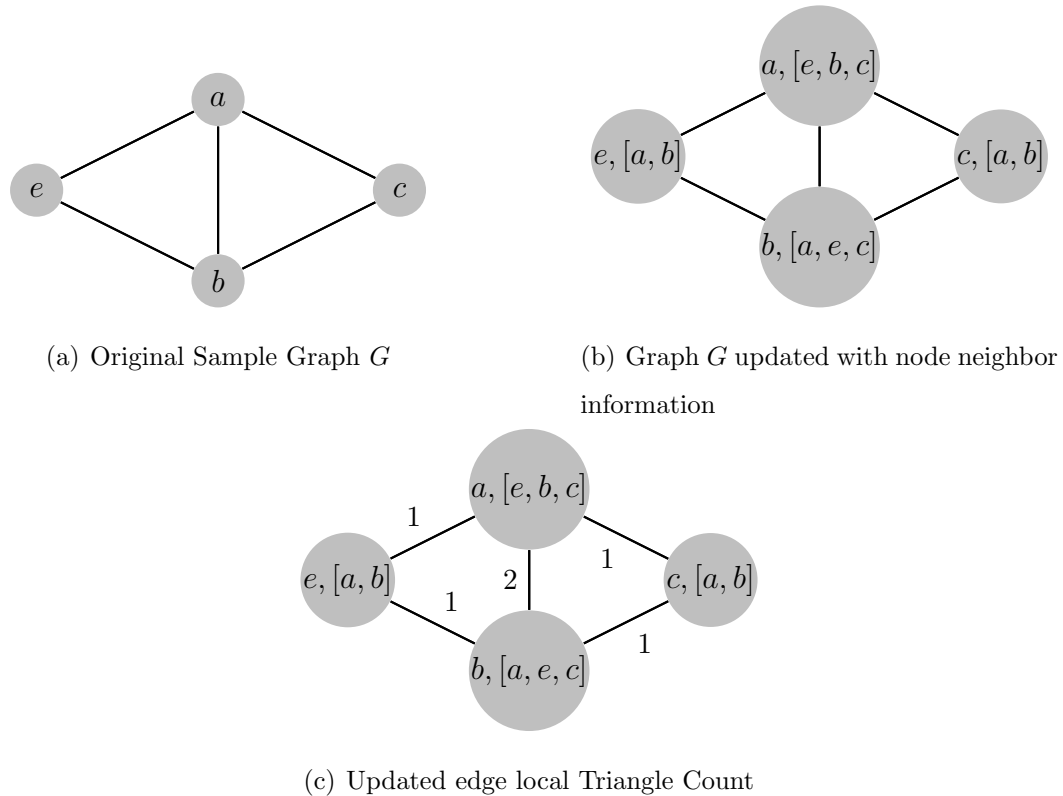 a
e
c
b
(a) Original Sample Graph G
a, [e, b, c]
e, [a, b]
c, [a, b]
b, [a, e, c]
(b) Graph G updated with node neighbor
information
a, [e, b, c]
1
1
e, [a, b]
2
c, [a, b]
1
1
b, [a, e, c]
(c) Updated edge local Triangle Count